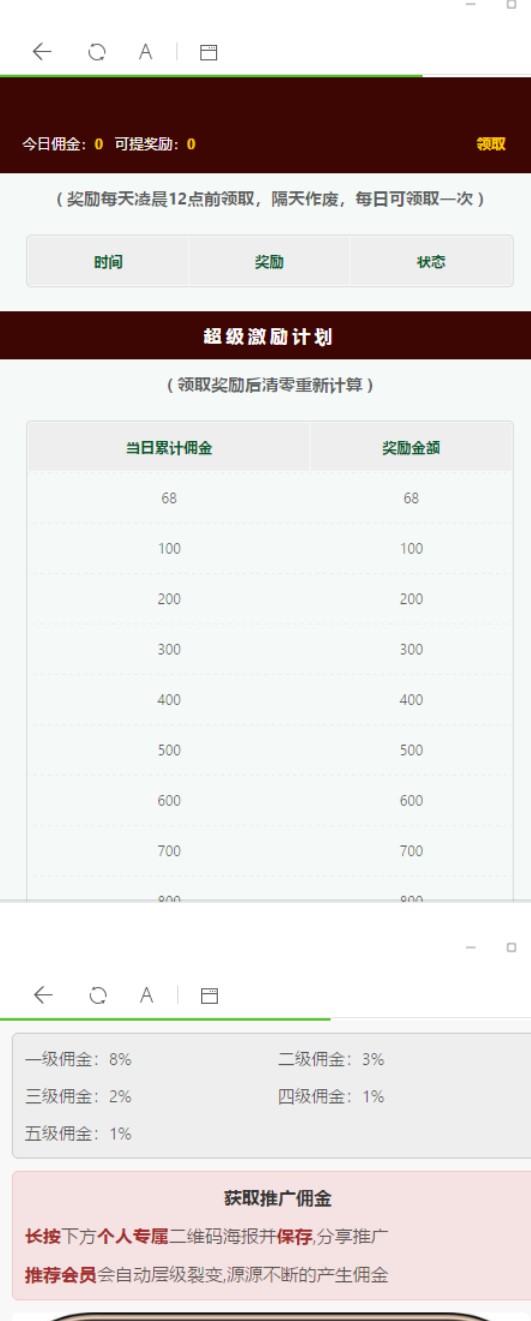 A
今日佣金：0 可提奖励：0 领取
（奖励每天凌晨12点前领取，隔天作废，每日可领取一次）
时间 奖励 状态
超级激励计划
（领取奖励后清零重新计算）
当日累计佣金 奖励金额
68 68
100 100
200 200
300 300
400 400
500 500
600 600
700 700
800 800
A
一级佣金：8% 二级佣金：3%
三级佣金：2% 四级佣金：1%
五级佣金：1%
获取推广佣金
长按下方个人专属二维码海报并保存,分享推广
推荐会员会自动层级裂变,源源不断的产生佣金